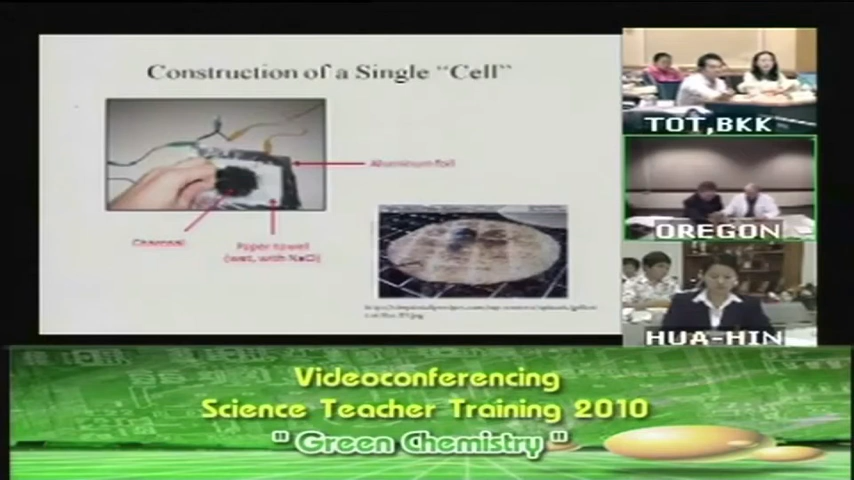 Construction of a Single “Cell”
Aluminum foil
Charcoal
Paper towel
(wet, with NaCl)
TOT,BKK
OREGON
HUA-HIN
Videoconferencing
Science Teacher Training 2010
" Green Chemistry "